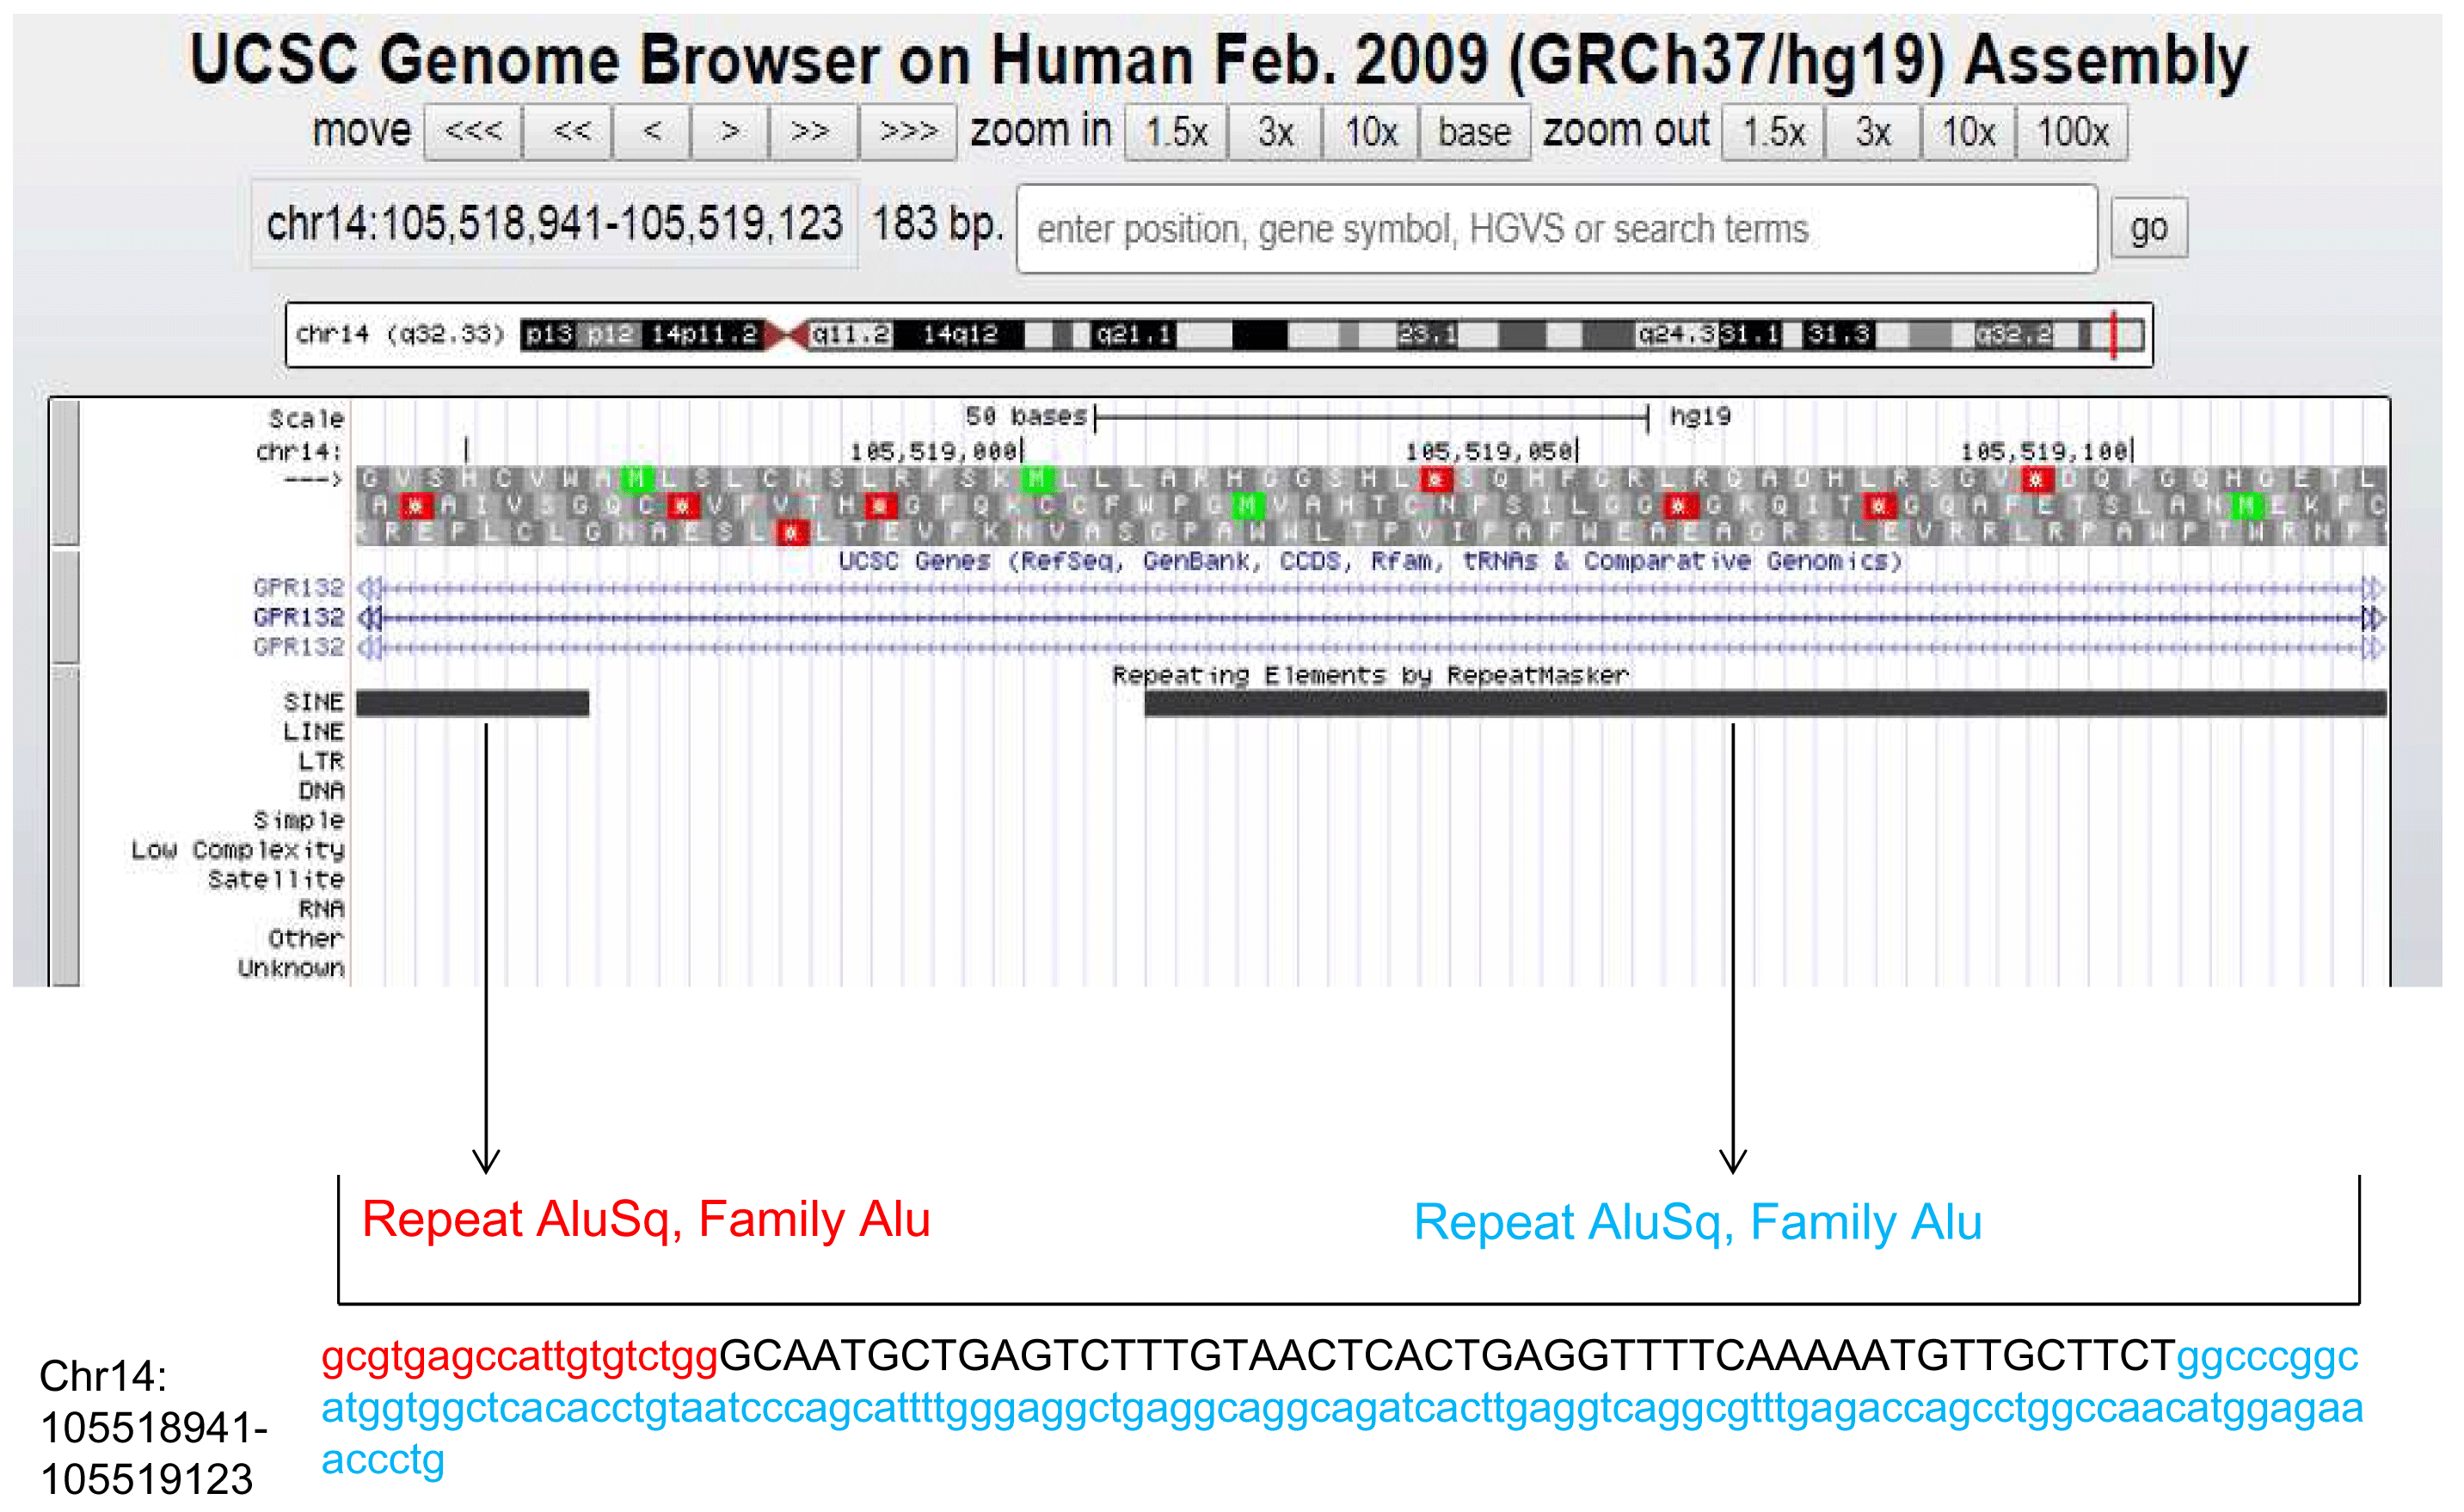 UCSC Genome Browser on Human Feb. 2009 (GRCh37/hg19) Assembly
move <<< << < > >> >>> zoom in 1.5x 3x 10x base zoom out 1.5x 3x 10x 100x
chr14:105,518,941-105,519,123 183 bp. enter position, gene symbol, HGVS or search terms go
chr14 (q32.33) p13 p12 14p11.2 q11.2 14q12 q21.1 23.1 q24.3 31.1 31.3 q32.2
Scale 50 bases hg19
chr14: 105,519,000 105,519,050 105,519,100
--->
UCSC Genes (RefSeq, GenBank, CCDS, Rfam, tRNAs & Comparative Genomics)
GPR132
GPR132
GPR132
Repeating Elements by RepeatMasker
SINE
LINE
LTR
DNA
Simple
Low Complexity
Satellite
RNA
Other
Unknown
Repeat AluSq, Family Alu
Repeat AluSq, Family Alu
Chr14:
105518941-
105519123
gcgtgagccattgtgtctggGCAATGCTGAGTCTTTGTAACTCACTGAGGTTTTCAAAAATGTTGCTTCTggcccggc
atggtggctcacacctgtaatcccagcattttgggaggctgaggcaggcagatcacttgaggtcaggcgtttgagaccagcctggccaacatggagaa
accctg